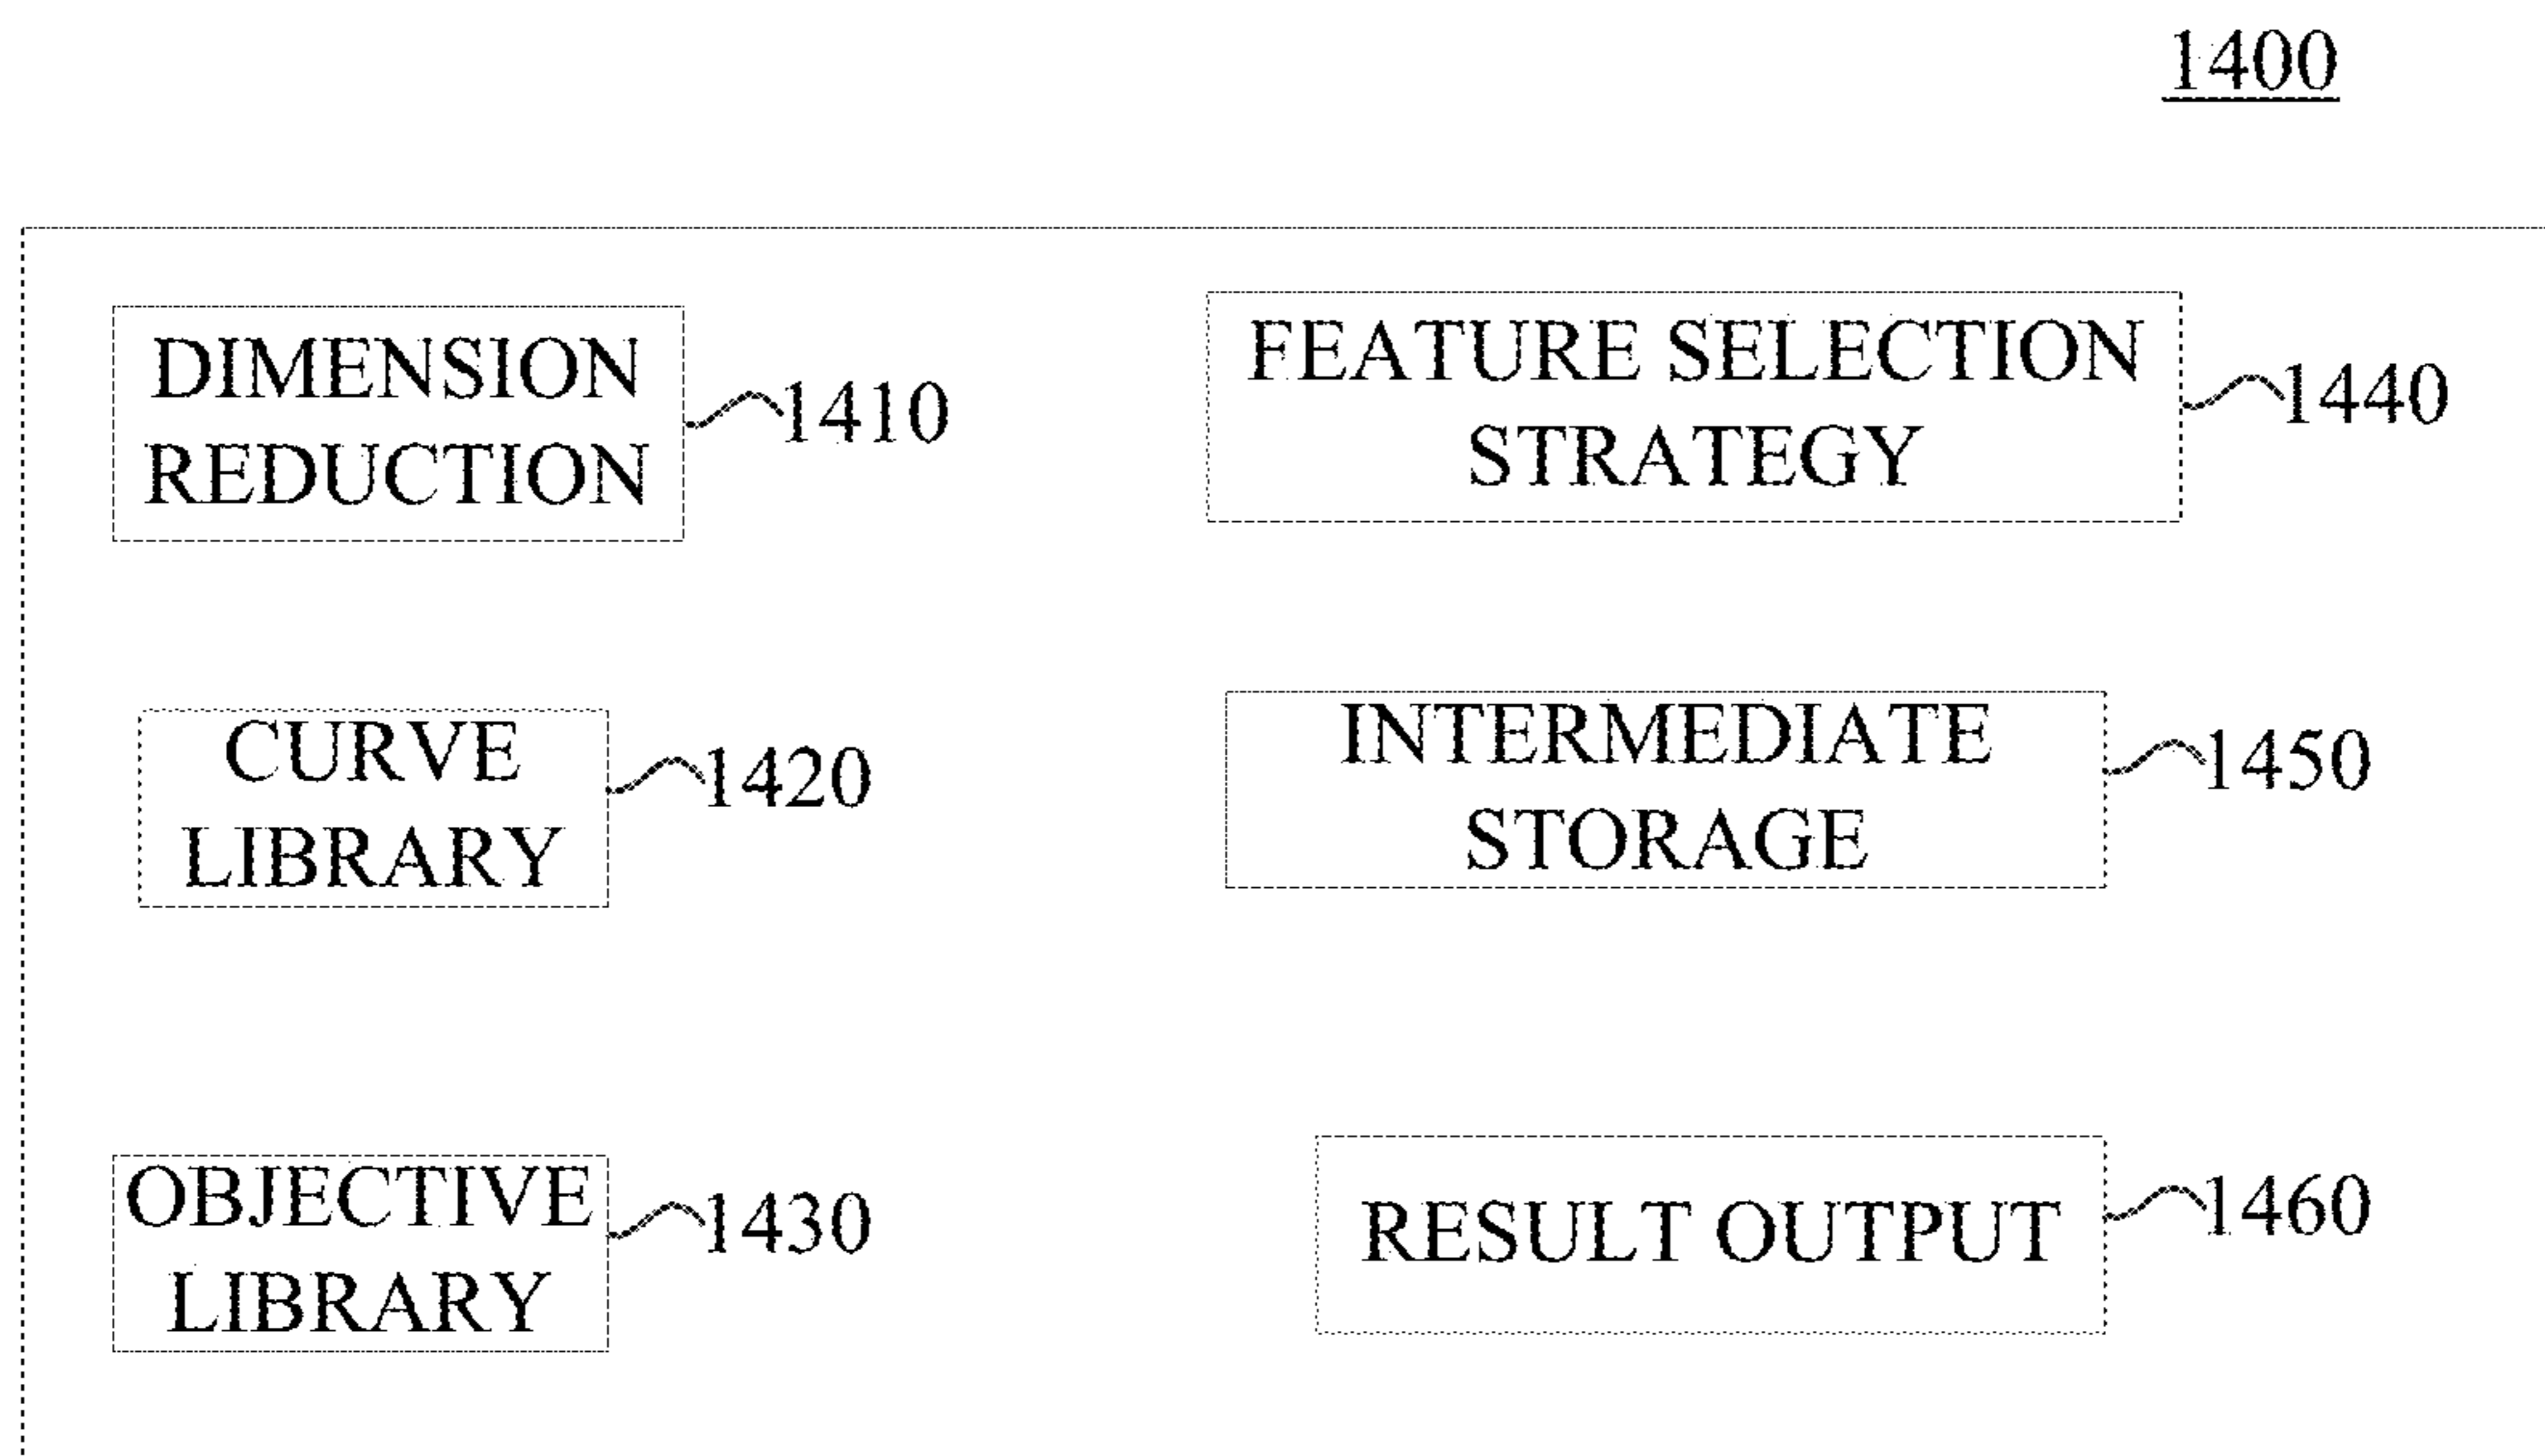 1400
DIMENSION
REDUCTION
1410
FEATURE SELECTION
STRATEGY
1440
CURVE
LIBRARY
1420
INTERMEDIATE
STORAGE
1450
OBJECTIVE
LIBRARY
1430
RESULT OUTPUT
1460